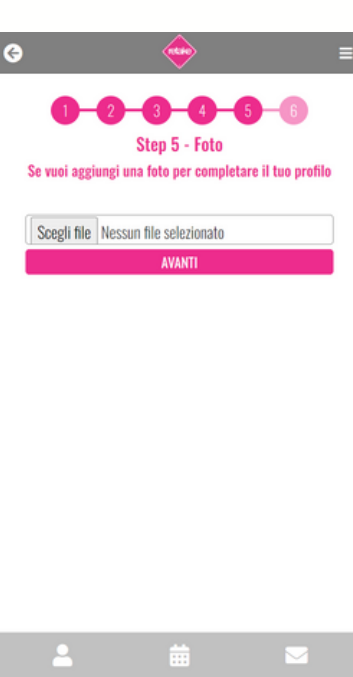 retake
1 2 3 4 5 6
Step 5 - Foto
Se vuoi aggiungi una foto per completare il tuo profilo
Scegli file Nessun file selezionato
AVANTI